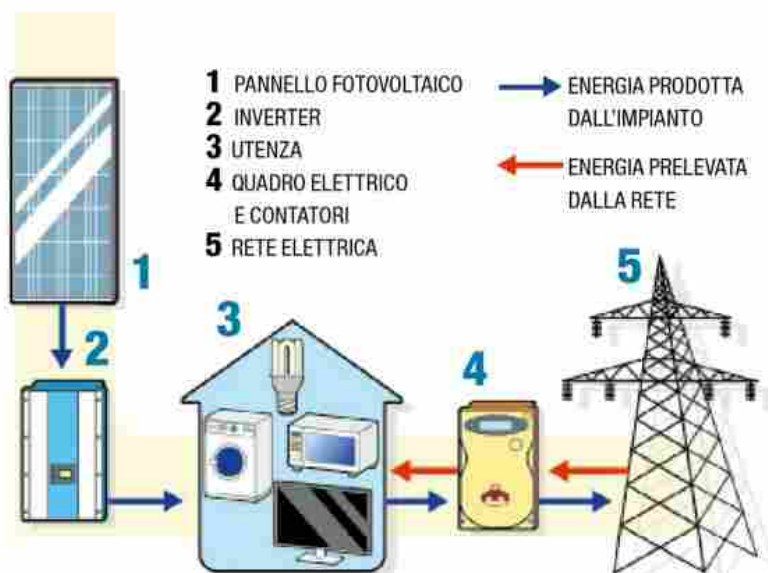 1 PANNELLO FOTOVOLTAICO
2 INVERTER
3 UTENZA
4 QUADRO ELETTRICO
E CONTATORI
5 RETE ELETTRICA
ENERGIA PRODOTTA
DALL'IMPIANTO
ENERGIA PRELEVATA
DALLA RETE
1
2
3
4
5